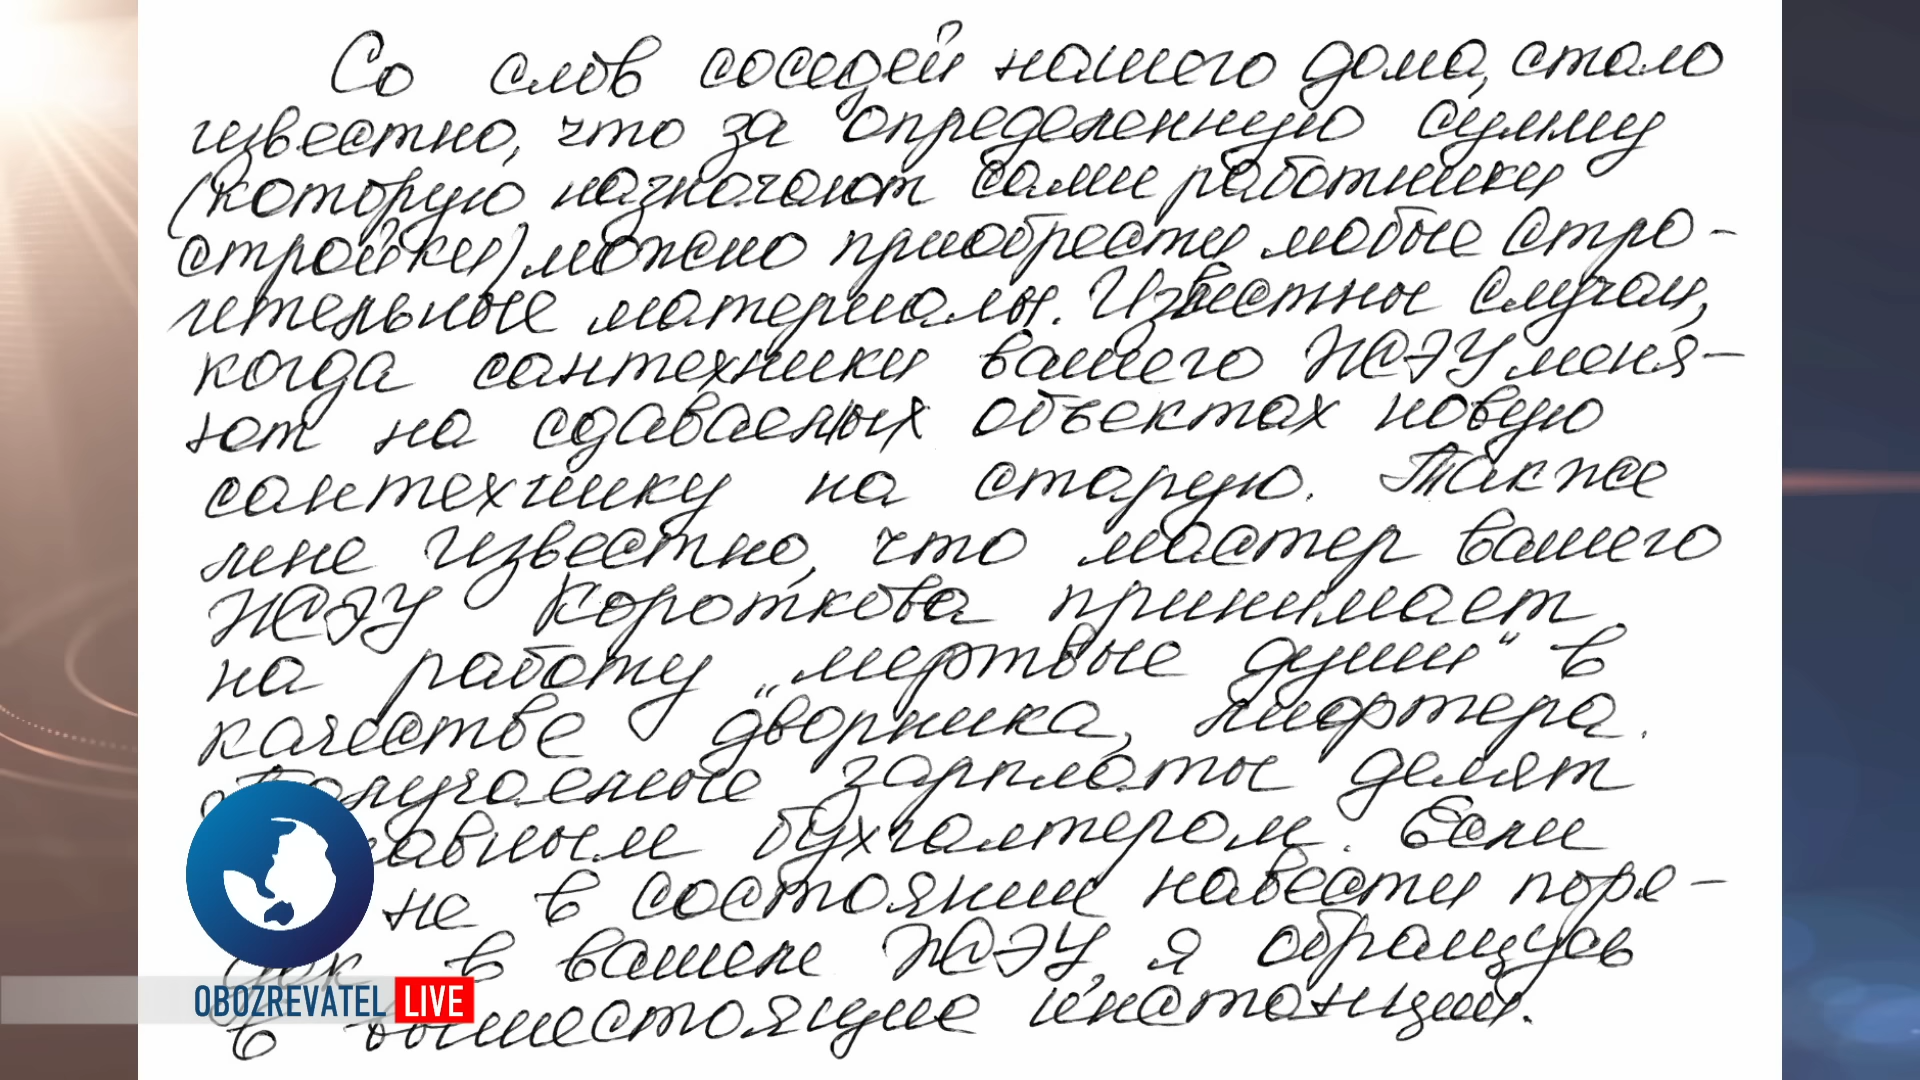 Со слов соседей нашего дома, стало
известно, что за определенную сумму
(которую назначают сами работники
стройки) можно приобрести любые стро-
ительные материалы. Известны случаи,
когда сантехники вашего ЖЭУ меня-
ют на сдаваемых объектах новую
сантехнику на старую. Также
мне известно, что мастер вашего
ЖЭУ Короткова принимает
на работу „мертвые души“ в
качестве дворника, лифтера.
Получаемые зарплаты делят
бухгалтером. Если
не в состоянии навести поря-
док в вашем ЖЭУ, я обращусь
в вышестоящие инстанции.
OBOZREVATEL LIVE